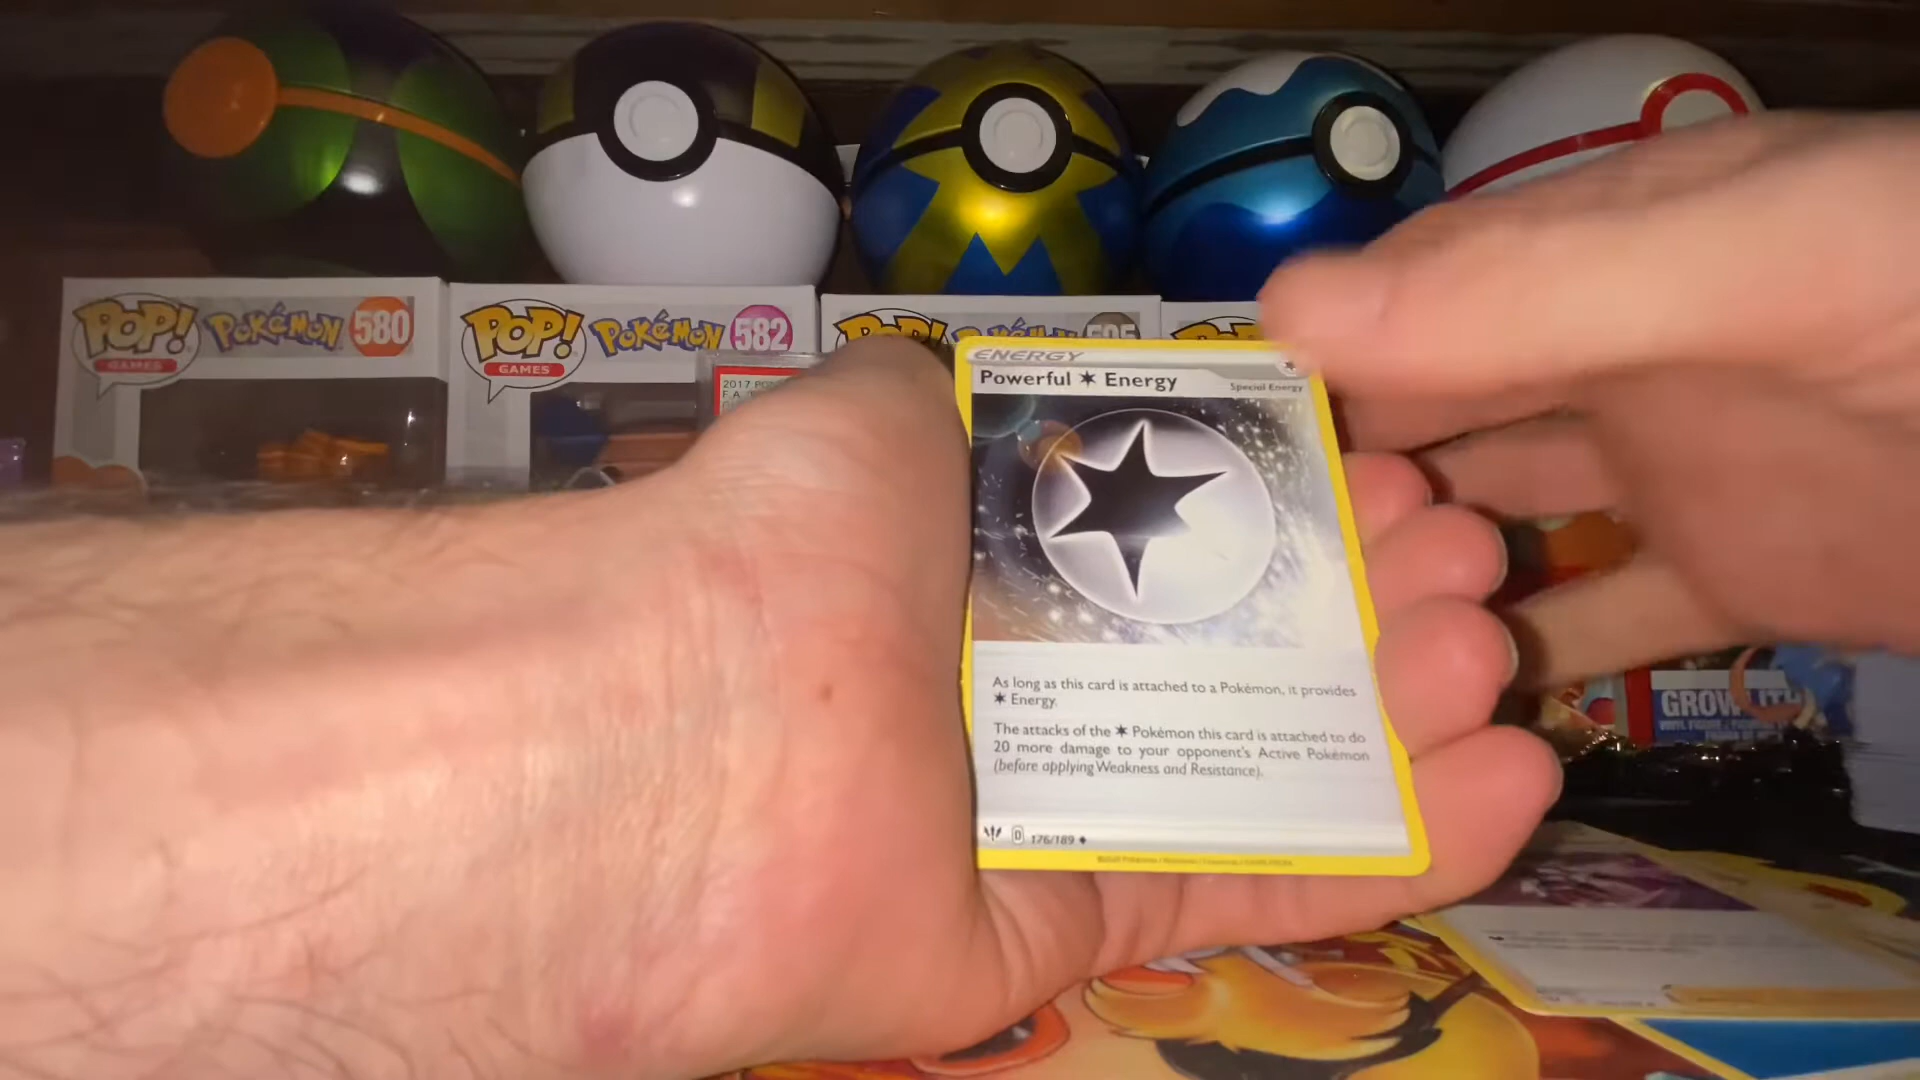 POP!
GAMES
POKÉMON
580
POP!
GAMES
POKÉMON
582
2017 PO
F.A.
ENERGY
Powerful ✶ Energy
Special Energy
As long as this card is attached to a Pokémon, it provides
✶ Energy.
The attacks of the ✶ Pokémon this card is attached to do
20 more damage to your opponent's Active Pokémon
(before applying Weakness and Resistance).
D 176/189